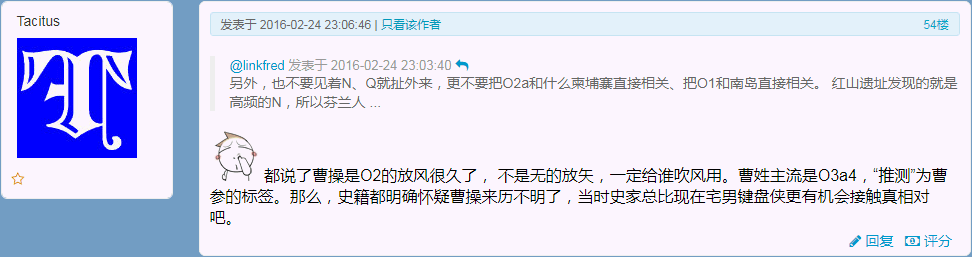 Tacitus
发表于 2016-02-24 23:06:46 | 只看该作者
54楼
@linkfred 发表于 2016-02-24 23:03:40
另外，也不要见着N、Q就扯外来，更不要把O2a和什么柬埔寨直接相关、把O1和南岛直接相关。 红山遗址发现的就是
高频的N，所以芬兰人 ...
都说了曹操是O2的放风很久了， 不是无的放矢，一定给谁吹风用。曹姓主流是O3a4，“推测”为曹
参的标签。那么，史籍都明确怀疑曹操来历不明了，当时史家总比现在宅男键盘侠更有机会接触真相对
吧。
回复 评分